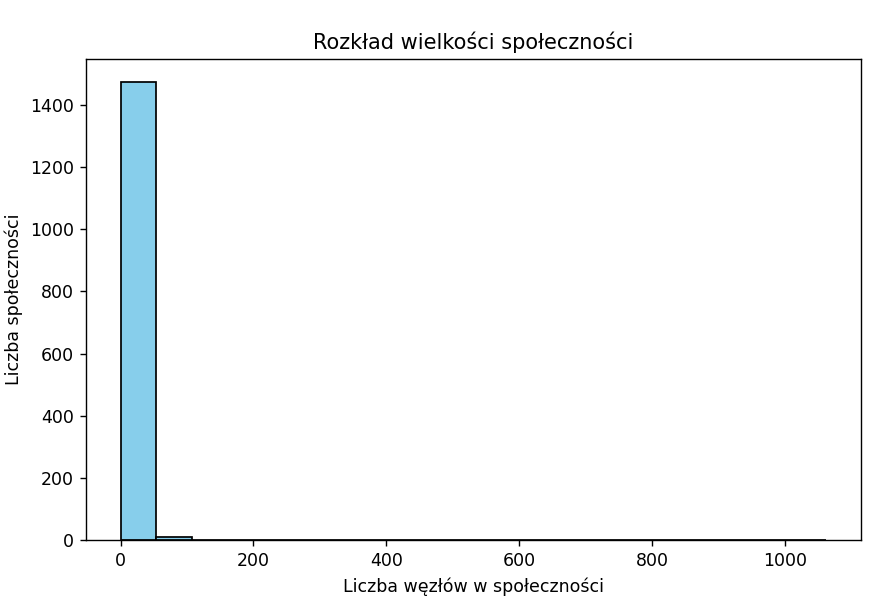 Rozkład wielkości społeczności
Liczba społeczności
1400
1200
1000
800
600
400
200
0
0 200 400 600 800 1000
Liczba węzłów w społeczności